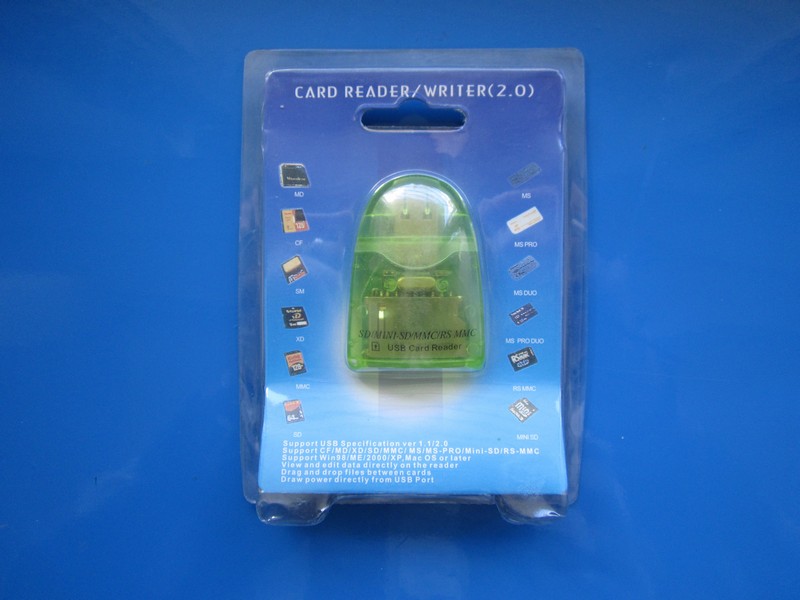 CARD READER/WRITER(2.0)
MD
CF
SM
XD
MMC
SD
MS
MS PRO
MS DUO
MS PRO DUO
RS MMC
MINI SD
SD/MINI-SD/MMC/RS MMC
USB Card Reader
Support USB Specification ver 1.1/2.0
Support CF/MD/XD/SD/MMC/ MS/MS-PRO/Mini-SD/RS-MMC
Support Win98/ME/2000/XP,Mac OS or later
View and edit data directly on the reader
Drag and drop files between cards
Draw power directly from USB Port